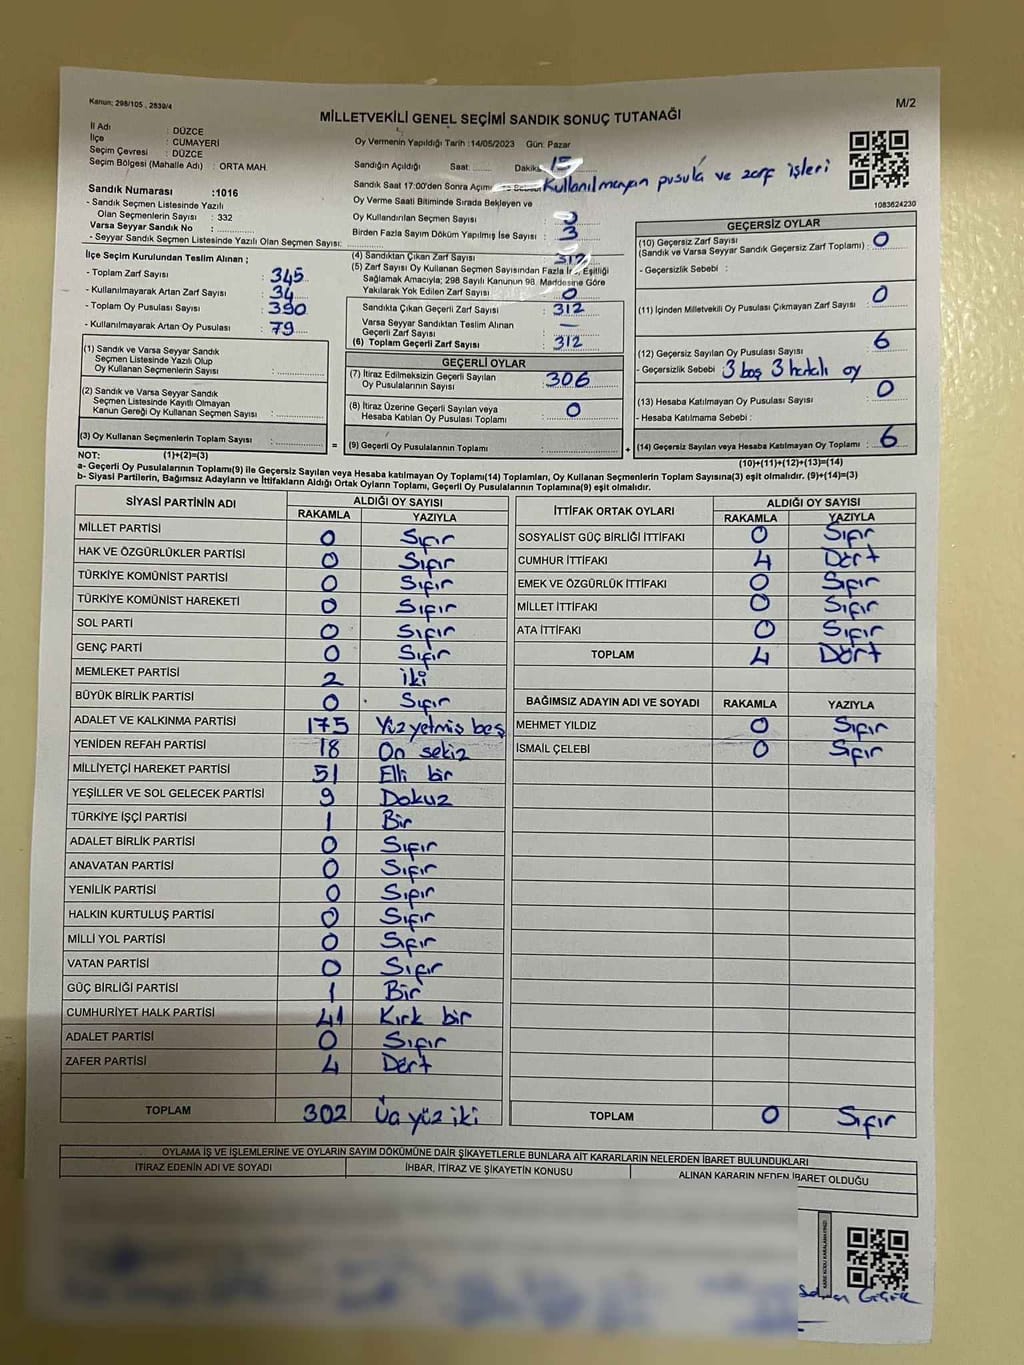 Kanun; 298/105 , 2839/4
M/2
MİLLETVEKİLİ GENEL SEÇİMİ SANDIK SONUÇ TUTANAĞI
İl Adı : DÜZCE
İlçe : CUMAYERİ
Seçim Çevresi : DÜZCE
Seçim Bölgesi (Mahalle Adı) : ORTA MAH.
Oy Vermenin Yapıldığı Tarih :14/05/2023 Gün: Pazar
Sandığın Açıldığı Saat: Dakika 15
Sandık Saat 17:00'den Sonra Açılmış Kullanılmayan pusula ve zarf işleri
1083624230
Sandık Numarası :1016
- Sandık Seçmen Listesinde Yazılı
Olan Seçmenlerin Sayısı : 332
Varsa Seyyar Sandık No :
- Seyyar Sandık Seçmen Listesinde Yazılı Olan Seçmen Sayısı:
Oy Verme Saati Bitiminde Sırada Bekleyen ve
Oy Kullandırılan Seçmen Sayısı : 0
Birden Fazla Sayım Döküm Yapılmış İse Sayısı : 3
İlçe Seçim Kurulundan Teslim Alınan ;
- Toplam Zarf Sayısı : 345
- Kullanılmayarak Artan Zarf Sayısı : 34
- Toplam Oy Pusulası Sayısı : 390
- Kullanılmayarak Artan Oy Pusulası : 79
(4) Sandıktan Çıkan Zarf Sayısı : 312
(5) Zarf Sayısı Oy Kullanan Seçmen Sayısından Fazla İse, Eşitliği
Sağlamak Amacıyla; 298 Sayılı Kanunun 98. Maddesine Göre
Yakılarak Yok Edilen Zarf Sayısı : 0
Sandıkta Çıkan Geçerli Zarf Sayısı : 312
Varsa Seyyar Sandıktan Teslim Alınan
Geçerli Zarf Sayısı : —
(6) Toplam Geçerli Zarf Sayısı : 312
GEÇERLİ OYLAR
(7) İtiraz Edilmeksizin Geçerli Sayılan
Oy Pusulalarının Sayısı : 306
(8) İtiraz Üzerine Geçerli Sayılan veya
Hesaba Katılan Oy Pusulası Toplamı : 0
(9) Geçerli Oy Pusulalarının Toplamı
GEÇERSİZ OYLAR
(10) Geçersiz Zarf Sayısı
(Sandık ve Varsa Seyyar Sandık Geçersiz Zarf Toplamı) : 0
- Geçersizlik Sebebi :
(11) İçinden Milletvekili Oy Pusulası Çıkmayan Zarf Sayısı : 0
(12) Geçersiz Sayılan Oy Pusulası Sayısı : 6
- Geçersizlik Sebebi : 3 boş 3 hatalı oy
(13) Hesaba Katılmayan Oy Pusulası Sayısı : 0
- Hesaba Katılmama Sebebi :
(14) Geçersiz Sayılan veya Hesaba Katılmayan Oy Toplamı : 6
(10)+(11)+(12)+(13)=(14)
(1) Sandık ve Varsa Seyyar Sandık
Seçmen Listesinde Yazılı Olup
Oy Kullanan Seçmenlerin Sayısı :
(2) Sandık ve Varsa Seyyar Sandık
Seçmen Listesinde Kayıtlı Olmayan
Kanun Gereği Oy Kullanan Seçmen Sayısı :
(3) Oy Kullanan Seçmenlerin Toplam Sayısı :
= +
NOT: (1)+(2)=(3)
a- Geçerli Oy Pusulalarının Toplamı(9) ile Geçersiz Sayılan veya Hesaba katılmayan Oy Toplamı(14) Toplamları, Oy Kullanan Seçmenlerin Toplam Sayısına(3) eşit olmalıdır. (9)+(14)=(3)
b- Siyasi Partilerin, Bağımsız Adayların ve İttifakların Aldığı Ortak Oyların Toplamı, Geçerli Oy Pusulalarının Toplamına(9) eşit olmalıdır.
SİYASİ PARTİNİN ADI ALDIĞI OY SAYISI
RAKAMLA YAZIYLA
MİLLET PARTİSİ 0 Sıfır
HAK VE ÖZGÜRLÜKLER PARTİSİ 0 Sıfır
TÜRKİYE KOMÜNİST PARTİSİ 0 Sıfır
TÜRKİYE KOMÜNİST HAREKETİ 0 Sıfır
SOL PARTİ 0 Sıfır
GENÇ PARTİ 0 Sıfır
MEMLEKET PARTİSİ 2 iki
BÜYÜK BİRLİK PARTİSİ 0 Sıfır
ADALET VE KALKINMA PARTİSİ 175 Yüz yetmiş beş
YENİDEN REFAH PARTİSİ 18 On sekiz
MİLLİYETÇİ HAREKET PARTİSİ 51 Elli bir
YEŞİLLER VE SOL GELECEK PARTİSİ 9 Dokuz
TÜRKİYE İŞÇİ PARTİSİ 1 Bir
ADALET BİRLİK PARTİSİ 0 Sıfır
ANAVATAN PARTİSİ 0 Sıfır
YENİLİK PARTİSİ 0 Sıfır
HALKIN KURTULUŞ PARTİSİ 0 Sıfır
MİLLİ YOL PARTİSİ 0 Sıfır
VATAN PARTİSİ 0 Sıfır
GÜÇ BİRLİĞİ PARTİSİ 1 Bir
CUMHURİYET HALK PARTİSİ 41 Kırk bir
ADALET PARTİSİ 0 Sıfır
ZAFER PARTİSİ 4 Dört
TOPLAM 302 Üç yüz iki
İTTİFAK ORTAK OYLARI ALDIĞI OY SAYISI
RAKAMLA YAZIYLA
SOSYALİST GÜÇ BİRLİĞİ İTTİFAKI 0 Sıfır
CUMHUR İTTİFAKI 4 Dört
EMEK VE ÖZGÜRLÜK İTTİFAKI 0 Sıfır
MİLLET İTTİFAKI 0 Sıfır
ATA İTTİFAKI 0 Sıfır
TOPLAM 4 Dört
BAĞIMSIZ ADAYIN ADI VE SOYADI RAKAMLA YAZIYLA
MEHMET YILDIZ 0 Sıfır
İSMAİL ÇELEBİ 0 Sıfır
TOPLAM 0 Sıfır
OYLAMA İŞ VE İŞLEMLERİNE VE OYLARIN SAYIM DÖKÜMÜNE DAİR ŞİKAYETLERLE BUNLARA AİT KARARLARIN NELERDEN İBARET BULUNDUKLARI
İTİRAZ EDENİN ADI VE SOYADI İHBAR, İTİRAZ VE ŞİKAYETİN KONUSU ALINAN KARARIN NEDEN İBARET OLDUĞU